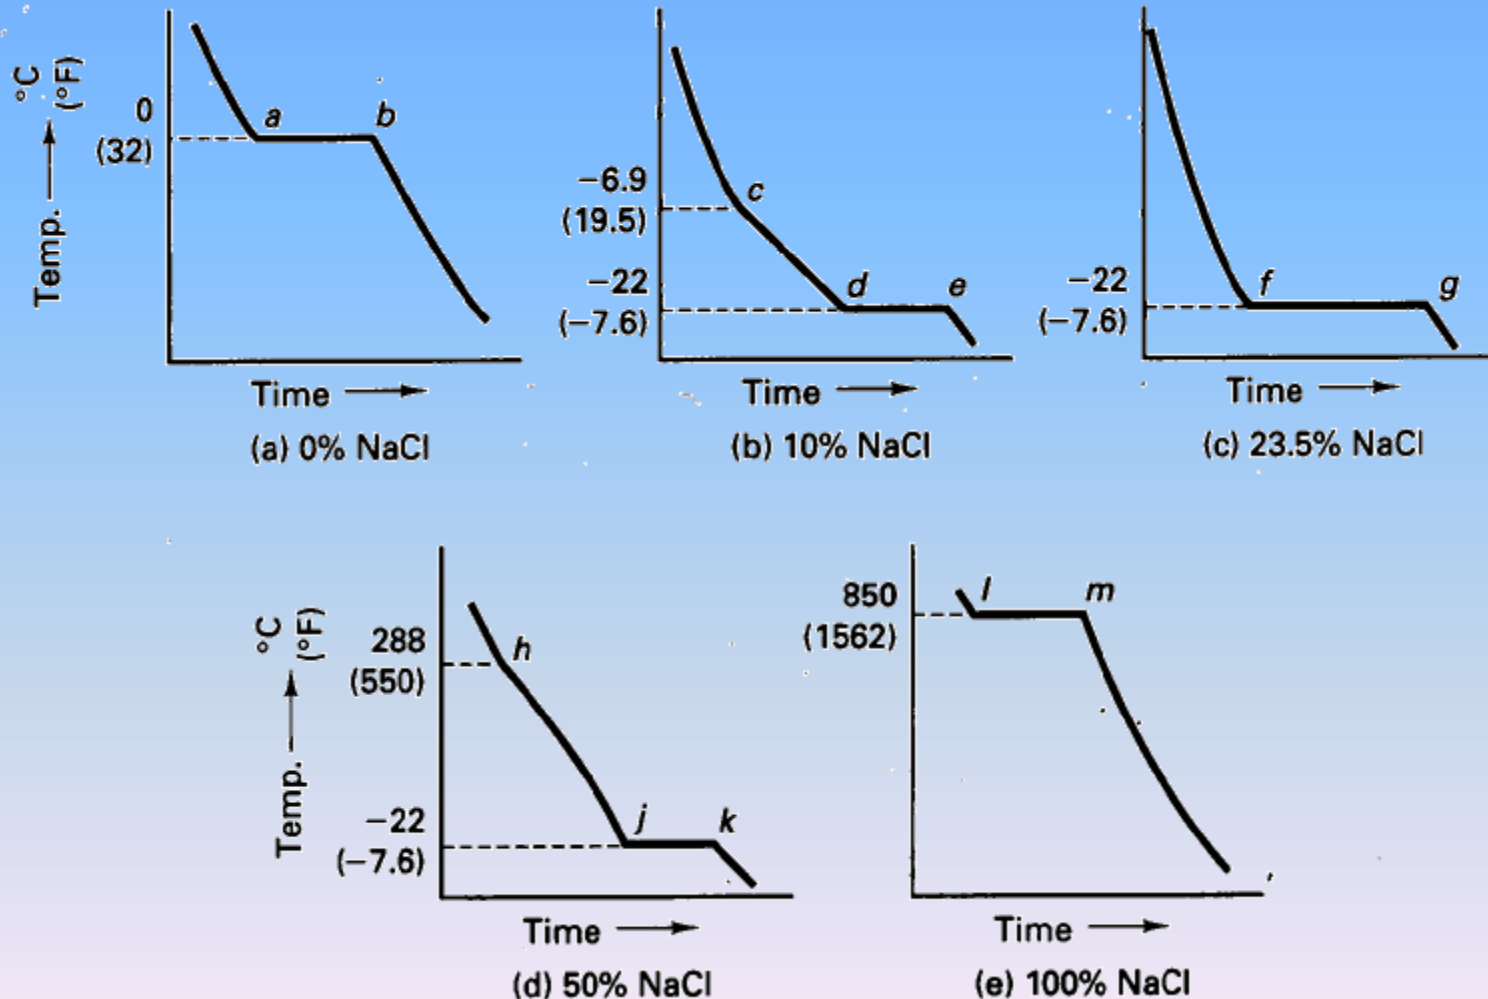 °C
(°F)
Temp.
0
(32)
a
b
Time
(a) 0% NaCl
−6.9
(19.5)
−22
(−7.6)
c
d
e
Time
(b) 10% NaCl
−22
(−7.6)
f
g
Time
(c) 23.5% NaCl
°C
(°F)
Temp.
288
(550)
−22
(−7.6)
h
j
k
Time
(d) 50% NaCl
850
(1562)
l
m
Time
(e) 100% NaCl